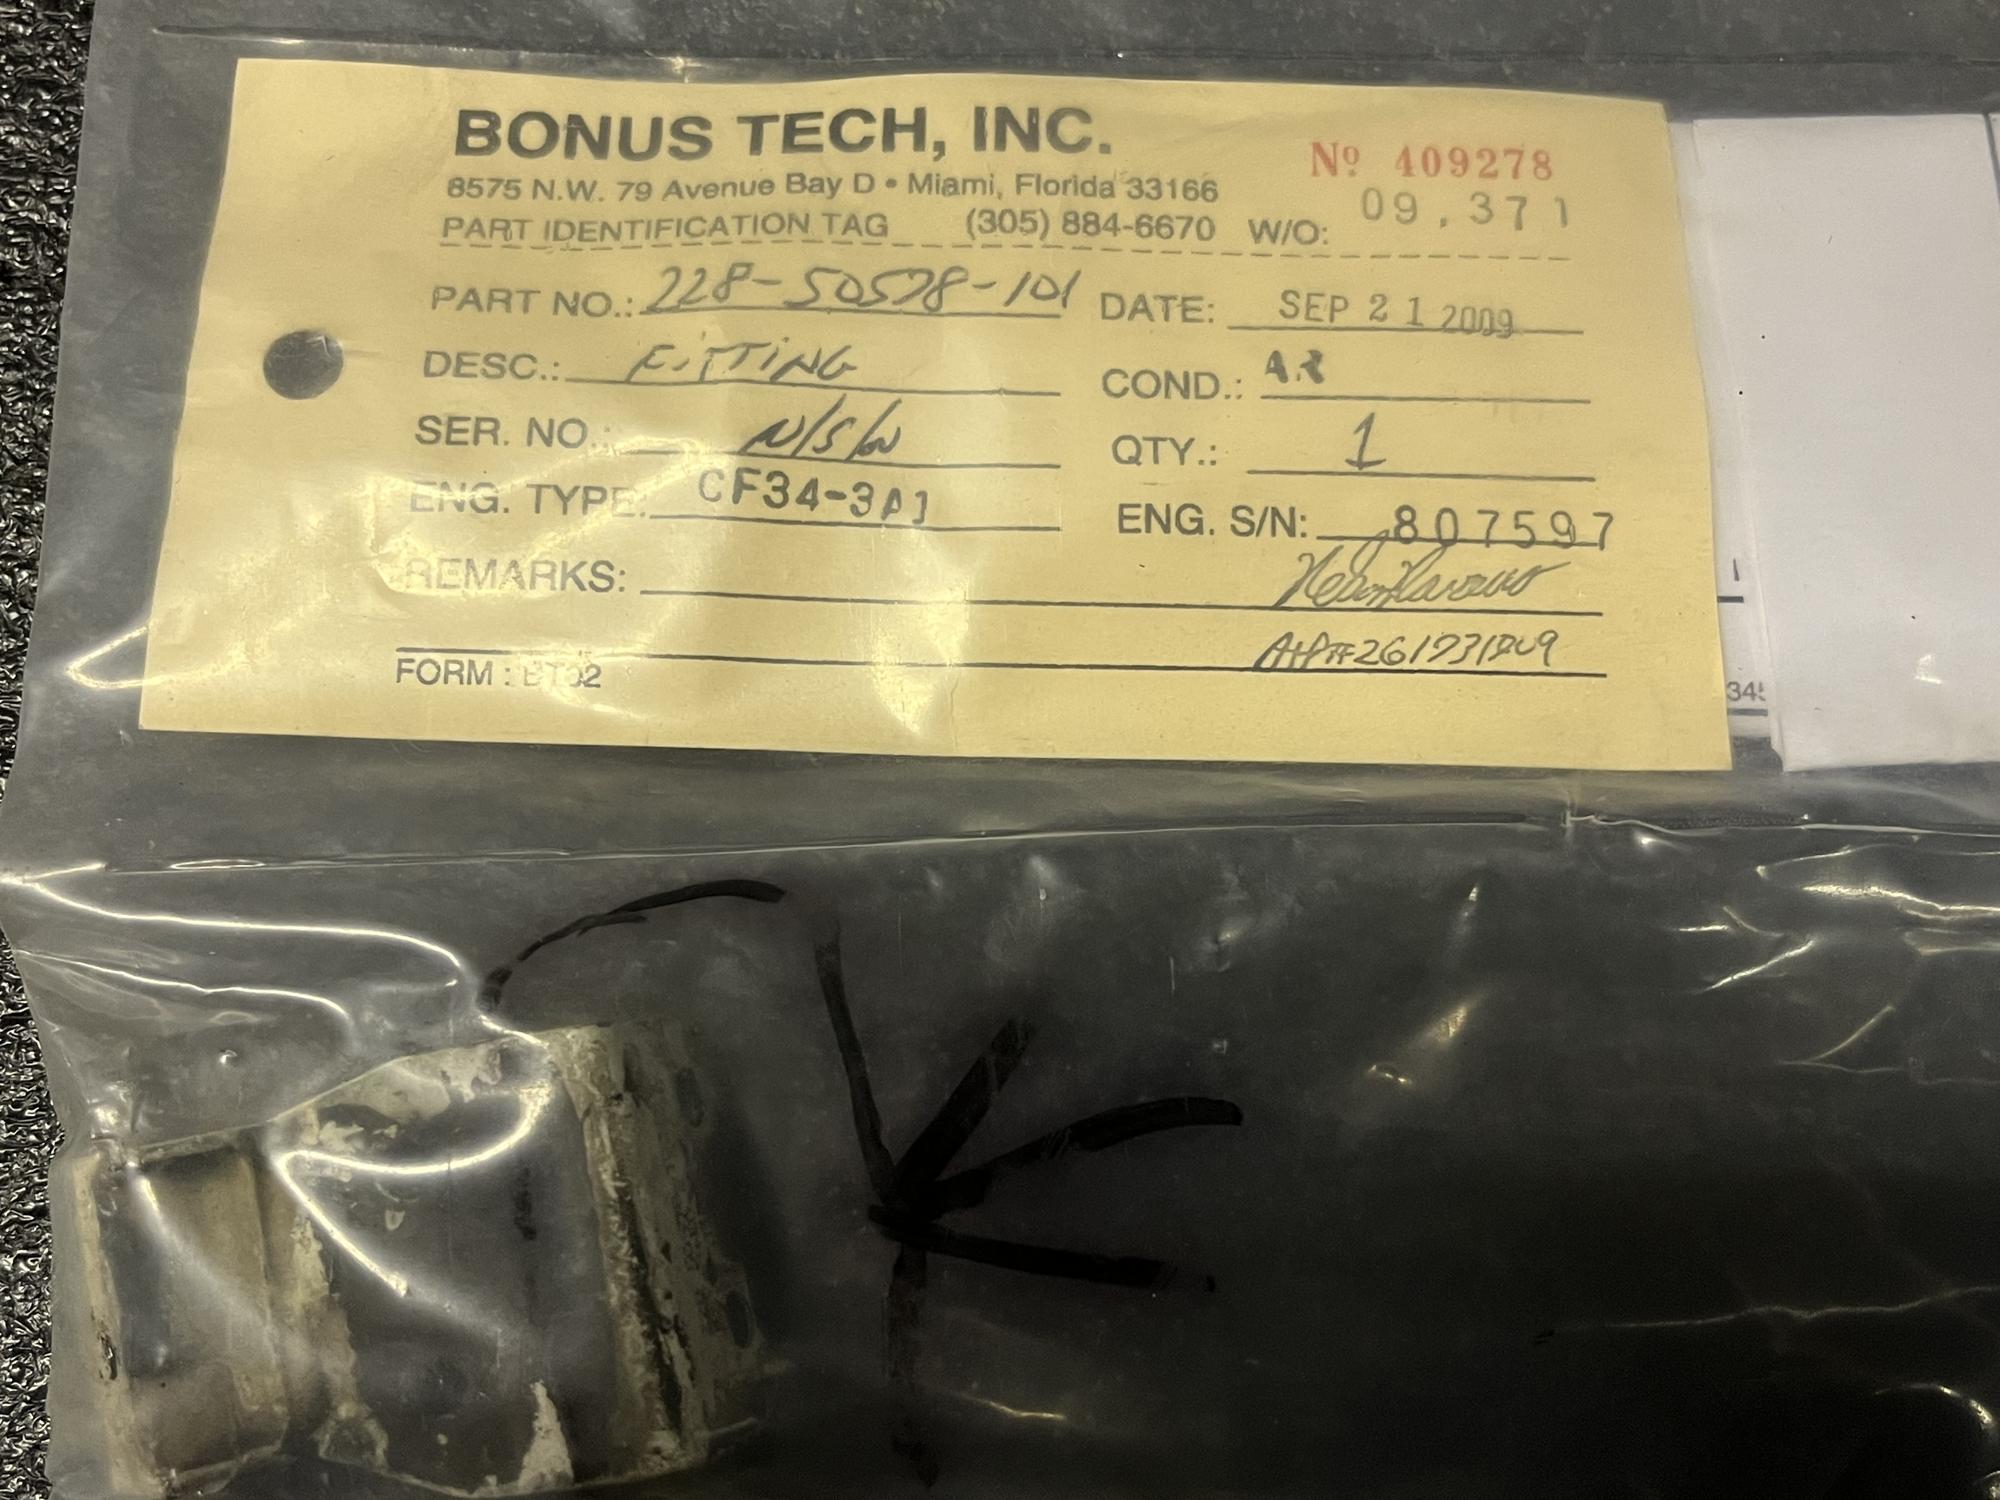 BONUS TECH, INC.
Nº 409278
8575 N.W. 79 Avenue Bay D • Miami, Florida 33166
PART IDENTIFICATION TAG (305) 884-6670 W/O: 09,371
PART NO.: 228-50578-101 DATE: SEP 21 2009
DESC.: FITTING COND.: AR
SER. NO.: N/S/N QTY.: 1
ENG. TYPE: CF34-3A1 ENG. S/N: 807597
REMARKS:
FORM : BT02